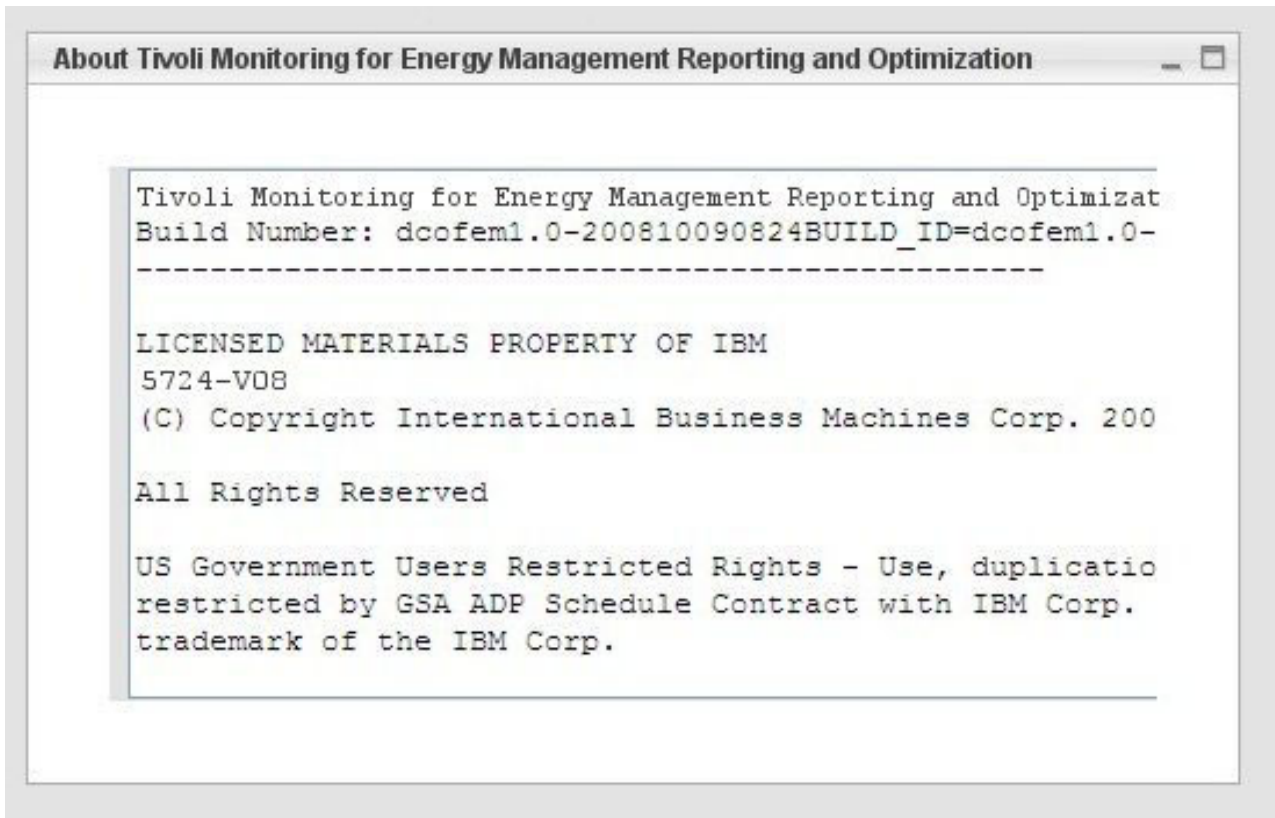 About Tivoli Monitoring for Energy Management Reporting and Optimization
Tivoli Monitoring for Energy Management Reporting and Optimizat
Build Number: dcofem1.0-200810090824BUILD_ID=dcofem1.0-
-------------------------------------------------
LICENSED MATERIALS PROPERTY OF IBM
5724-V08
(C) Copyright International Business Machines Corp. 200
All Rights Reserved
US Government Users Restricted Rights - Use, duplicatio
restricted by GSA ADP Schedule Contract with IBM Corp.
trademark of the IBM Corp.